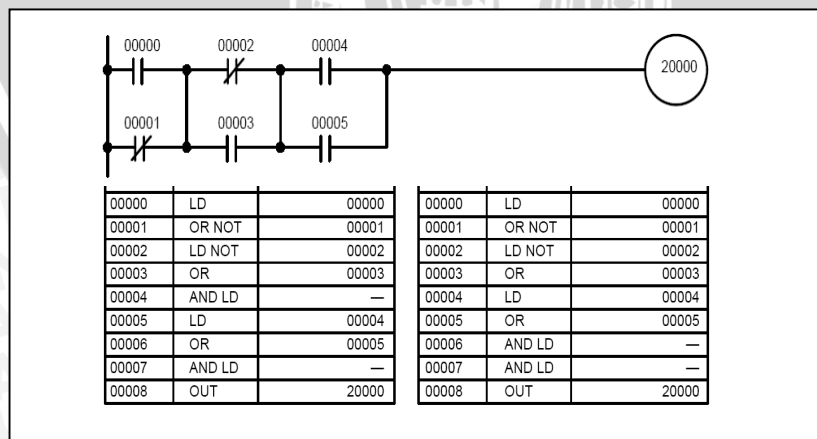 00000 00002 00004
20000
00001 00003 00005
00000 LD 00000
00001 OR NOT 00001
00002 LD NOT 00002
00003 OR 00003
00004 AND LD —
00005 LD 00004
00006 OR 00005
00007 AND LD —
00008 OUT 20000
00000 LD 00000
00001 OR NOT 00001
00002 LD NOT 00002
00003 OR 00003
00004 LD 00004
00005 OR 00005
00006 AND LD —
00007 AND LD —
00008 OUT 20000